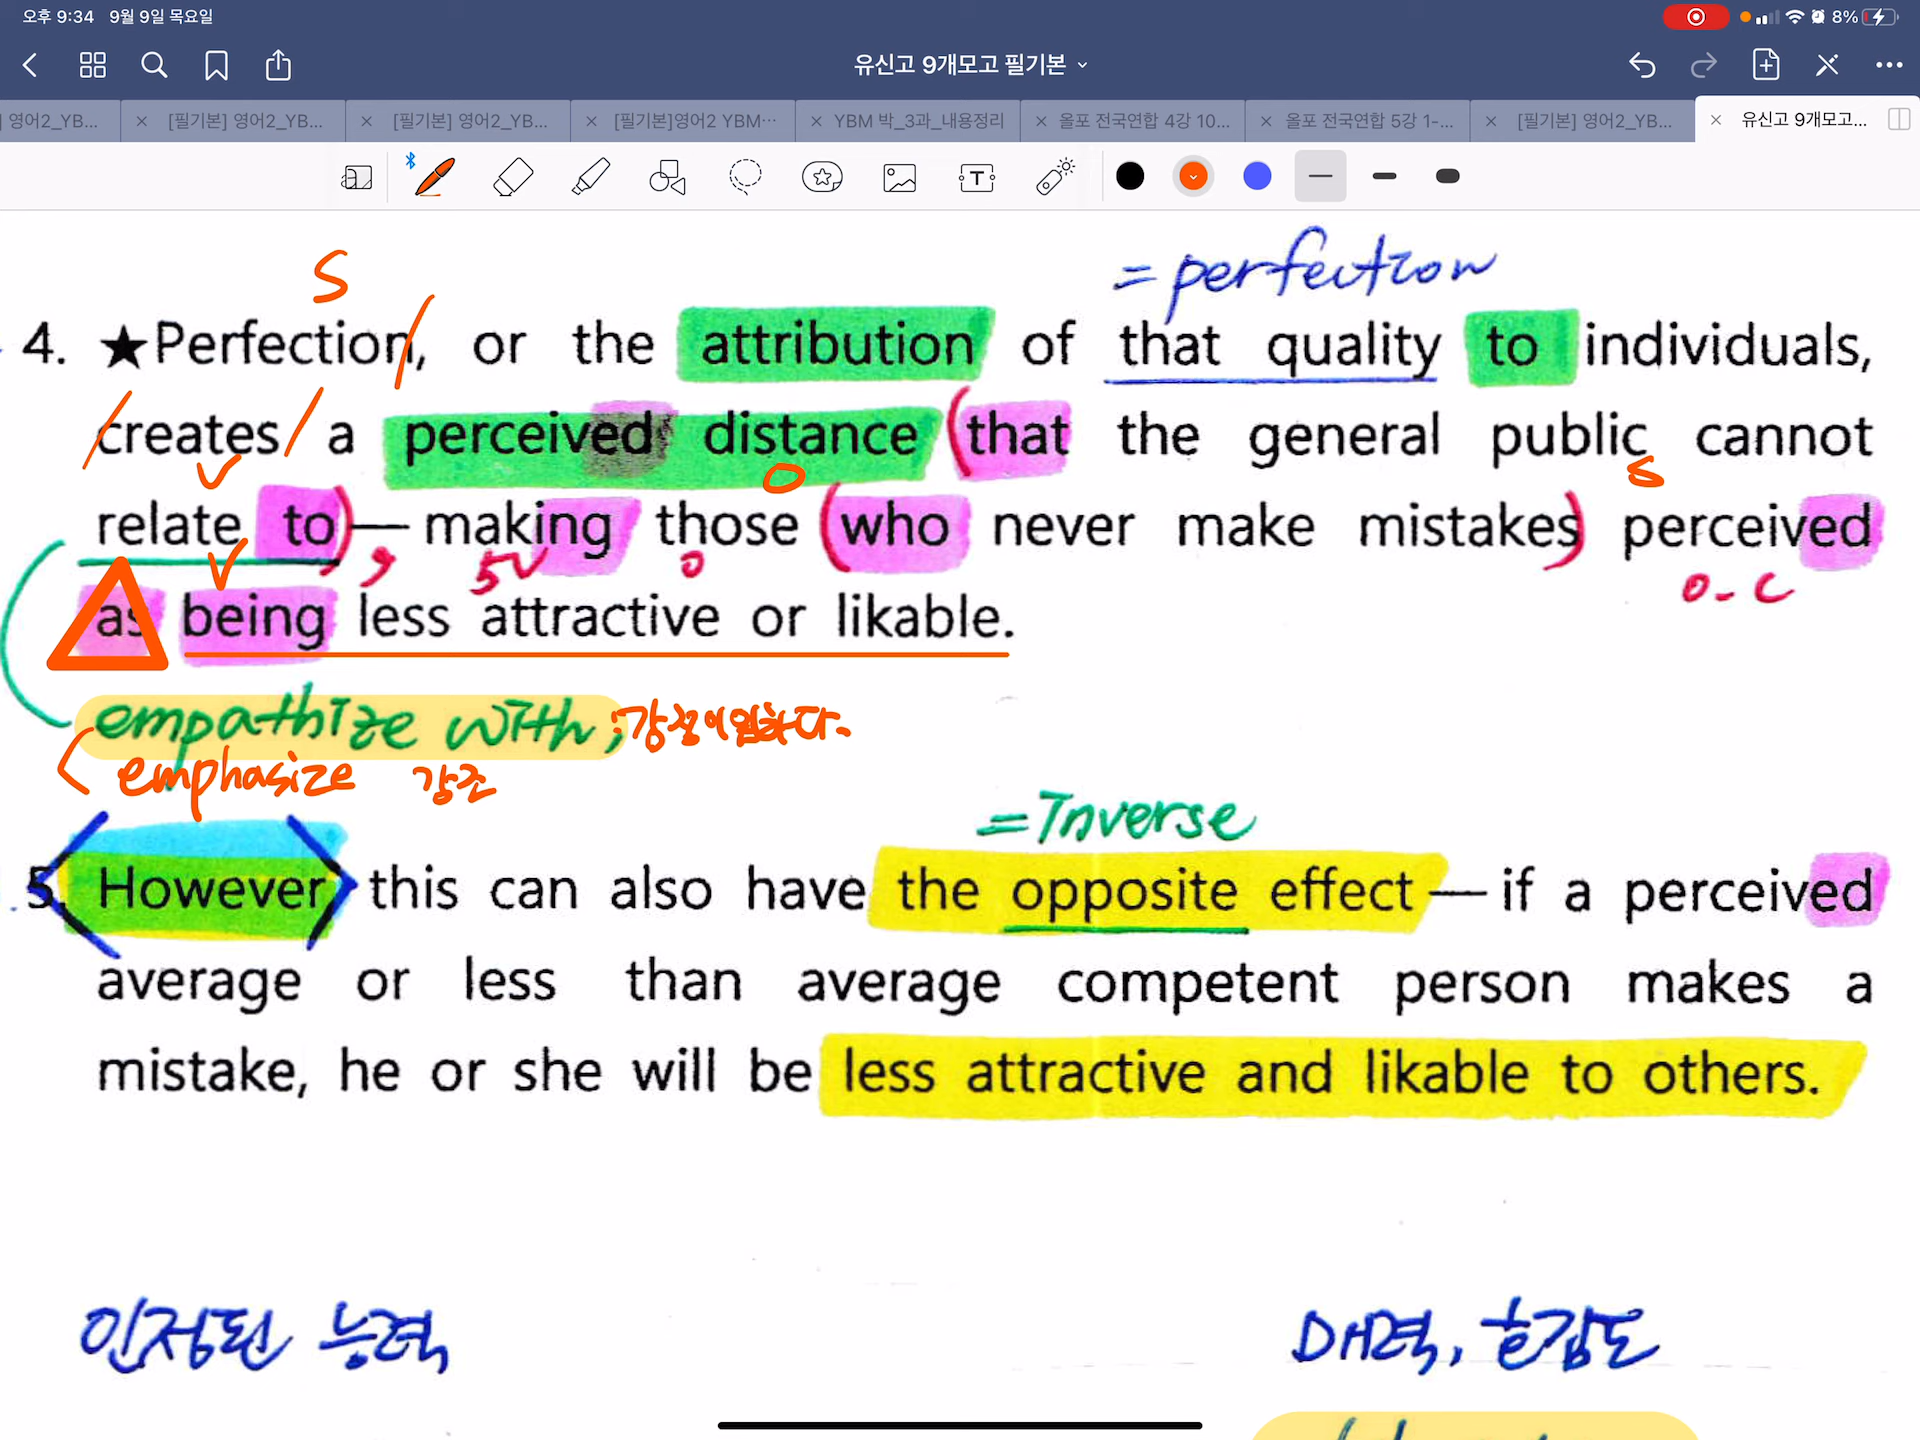 오후 9:34 9월 9일 목요일
8%
유신고 9개모고 필기본
영어2_YB...
[필기본] 영어2_YB...
[필기본] 영어2_YB...
[필기본]영어2 YBM...
YBM 박_3과_내용정리
올포 전국연합 4강 10...
올포 전국연합 5강 1-...
[필기본] 영어2_YB...
유신고 9개모고...
S
= perfection
4. ★Perfection, or the attribution of that quality to individuals,
creates a perceived distance (that the general public cannot
relate to)— making those (who never make mistakes) perceived
as being less attractive or likable.
empathize with; 감정이입하다.
emphasize 강조
= Inverse
5. However this can also have the opposite effect — if a perceived
average or less than average competent person makes a
mistake, he or she will be less attractive and likable to others.
인정된 능력
매력, 호감도